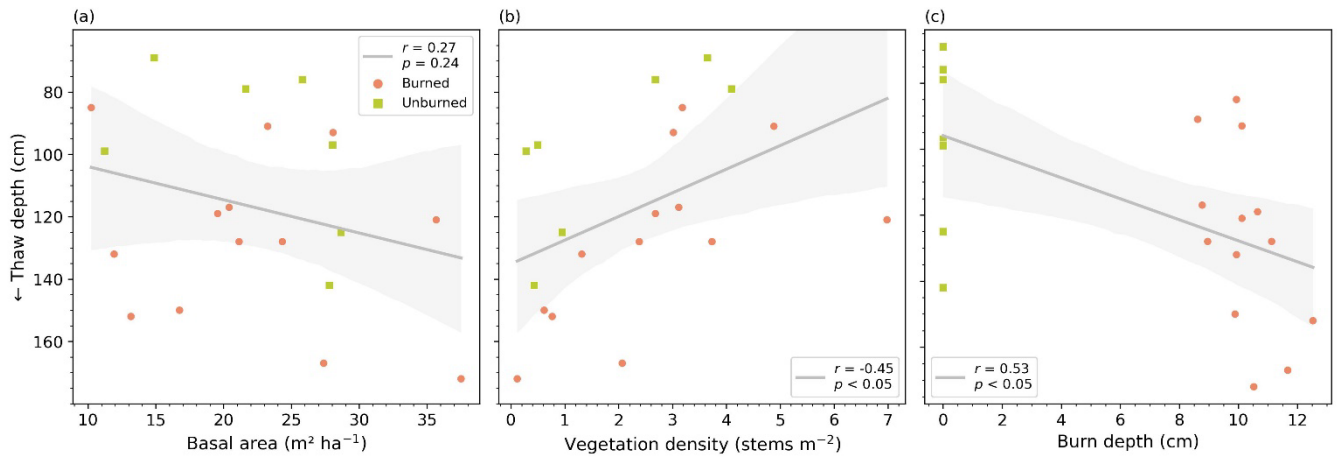 (a)
(b)
(c)
r = 0.27
p = 0.24
Burned
Unburned
r = -0.45
p < 0.05
r = 0.53
p < 0.05
← Thaw depth (cm)
80
100
120
140
160
10 15 20 25 30 35
0 1 2 3 4 5 6 7
0 2 4 6 8 10 12
Basal area (m² ha⁻¹)
Vegetation density (stems m⁻²)
Burn depth (cm)